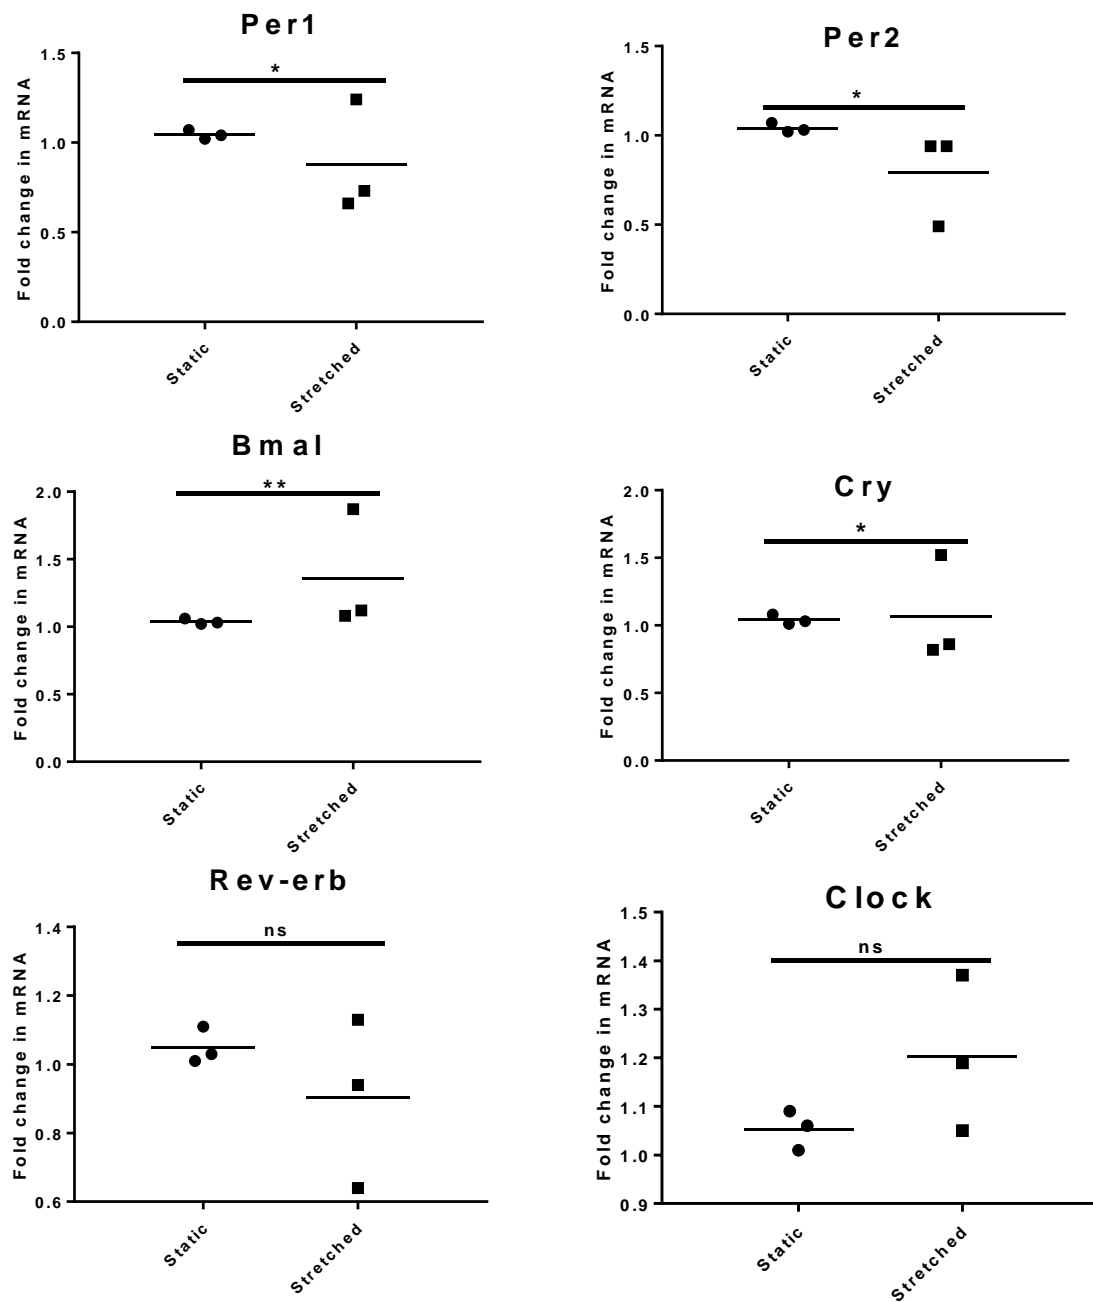 Per1
Fold change in mRNA
1.5
1.0
0.5
0.0
*
Static
Stretched
Per2
Fold change in mRNA
1.5
1.0
0.5
0.0
*
Static
Stretched
Bmal
Fold change in mRNA
2.0
1.5
1.0
0.5
0.0
**
Static
Stretched
Cry
Fold change in mRNA
2.0
1.5
1.0
0.5
0.0
*
Static
Stretched
Rev-erb
Fold change in mRNA
1.4
1.2
1.0
0.8
0.6
ns
Static
Stretched
Clock
Fold change in mRNA
1.5
1.4
1.3
1.2
1.1
1.0
0.9
ns
Static
Stretched